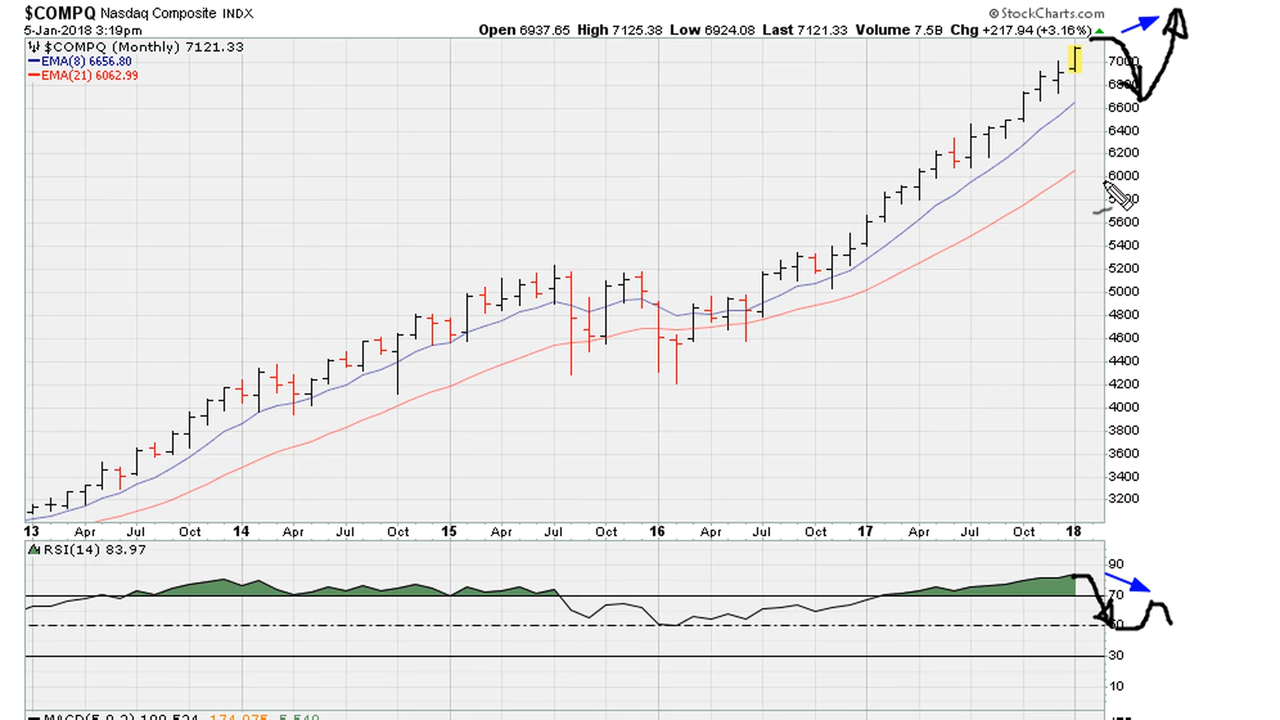 $COMPQ Nasdaq Composite INDX
© StockCharts.com
5-Jan-2018 3:19pm
Open 6937.65 High 7125.38 Low 6924.08 Last 7121.33 Volume 7.5B Chg +217.94 (+3.16%)
$COMPQ (Monthly) 7121.33
EMA(8) 6656.80
EMA(21) 6062.99
7000
6600
6400
6200
6000
5600
5400
5200
5000
4800
4600
4400
4200
4000
3800
3600
3400
3200
13 Apr Jul Oct 14 Apr Jul Oct 15 Apr Jul Oct 16 Apr Jul Oct 17 Apr Jul Oct 18
RSI(14) 83.97
90
70
30
10